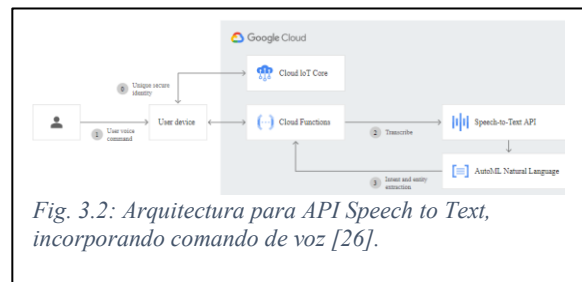 Google Cloud
0 Unique secure
identity
Cloud IoT Core
1 User voice
command
User device
Cloud Functions
2 Transcribe
Speech-to-Text API
3 Intent and entity
extraction
AutoML Natural Language
Fig. 3.2: Arquitectura para API Speech to Text,
incorporando comando de voz [26].